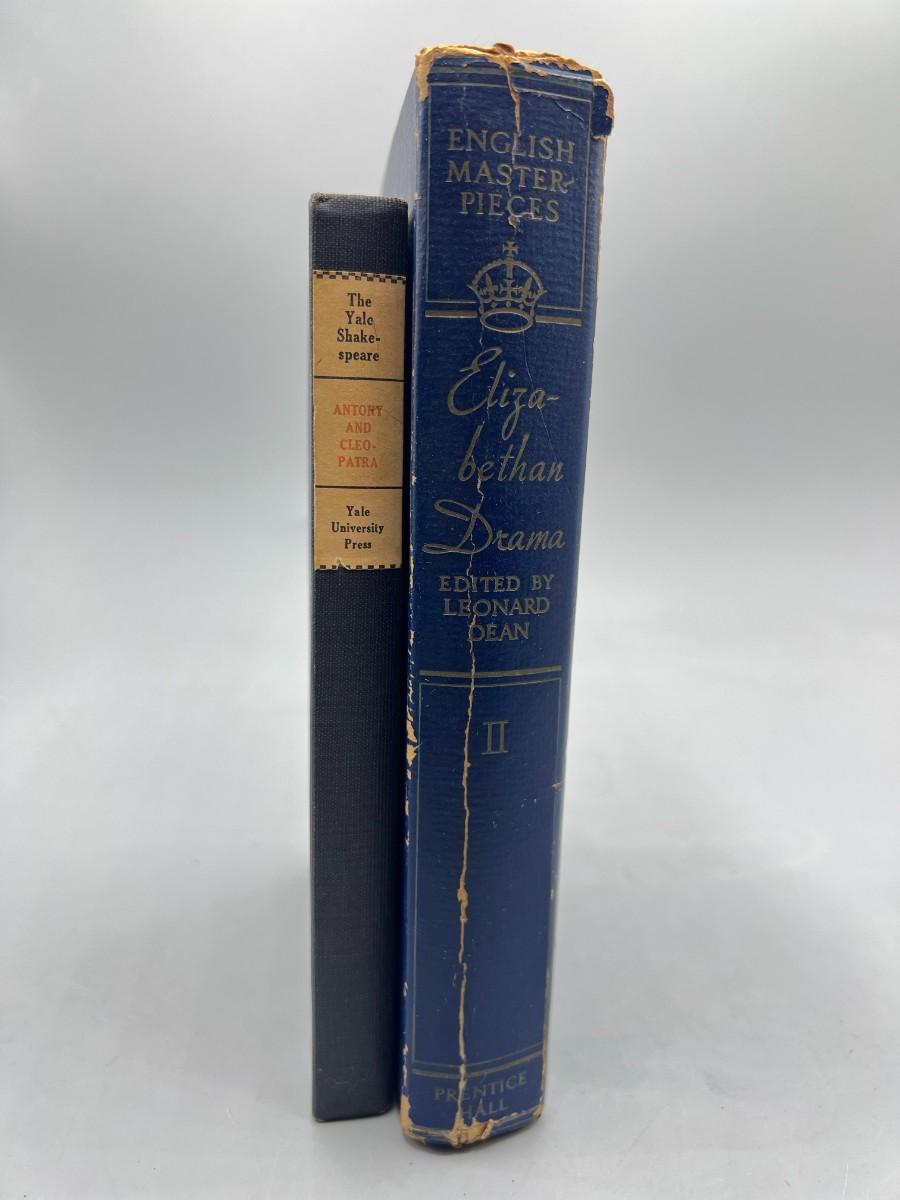 The
Yale
Shake-
speare
ANTONY
AND
CLEO-
PATRA
Yale
University
Press
ENGLISH
MASTER-
PIECES
Eliza-
bethan
Drama
EDITED BY
LEONARD
DEAN
II
PRENTICE
HALL